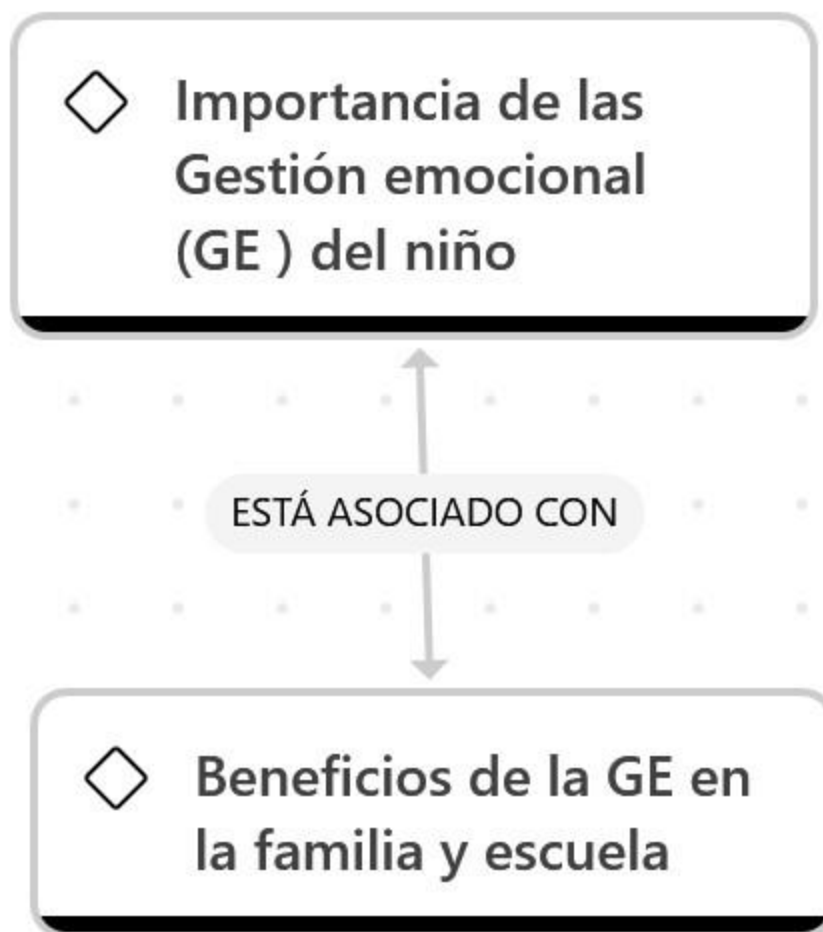 Importancia de las
Gestión emocional
(GE ) del niño
ESTÁ ASOCIADO CON
Beneficios de la GE en
la familia y escuela